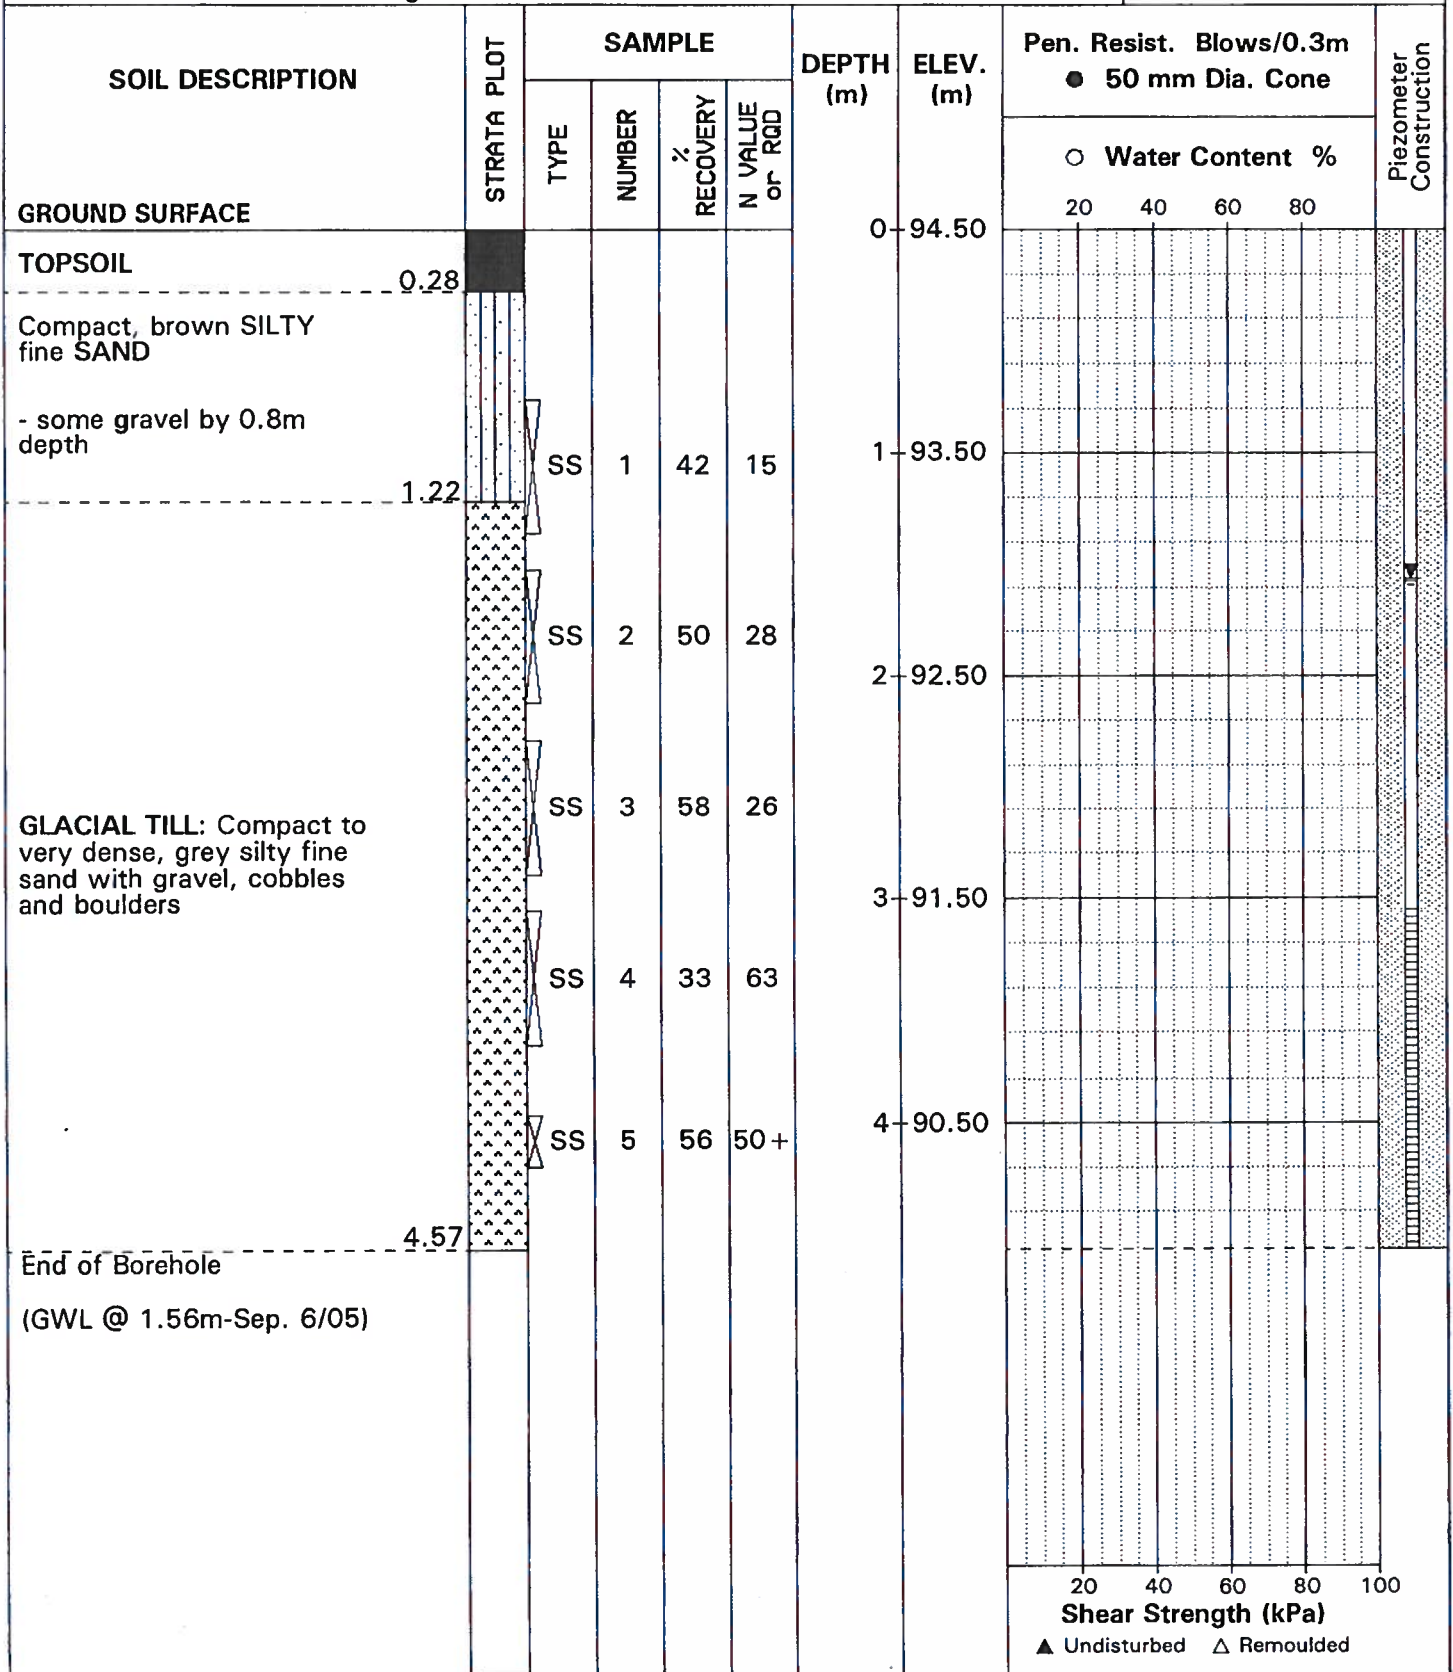 SOIL DESCRIPTION
GROUND SURFACE
STRATA PLOT
SAMPLE
TYPE
NUMBER
%
RECOVERY
N VALUE
or RQD
DEPTH
(m)
ELEV.
(m)
Pen. Resist. Blows/0.3m
● 50 mm Dia. Cone
○ Water Content %
20 40 60 80
Piezometer
Construction
0 94.50
TOPSOIL
0.28
Compact, brown SILTY
fine SAND
- some gravel by 0.8m
depth
SS 1 42 15
1 93.50
1.22
SS 2 50 28
2 92.50
SS 3 58 26
GLACIAL TILL: Compact to
very dense, grey silty fine
sand with gravel, cobbles
and boulders
3 91.50
SS 4 33 63
4 90.50
SS 5 56 50+
4.57
End of Borehole
(GWL @ 1.56m-Sep. 6/05)
20 40 60 80 100
Shear Strength (kPa)
▲ Undisturbed △ Remoulded